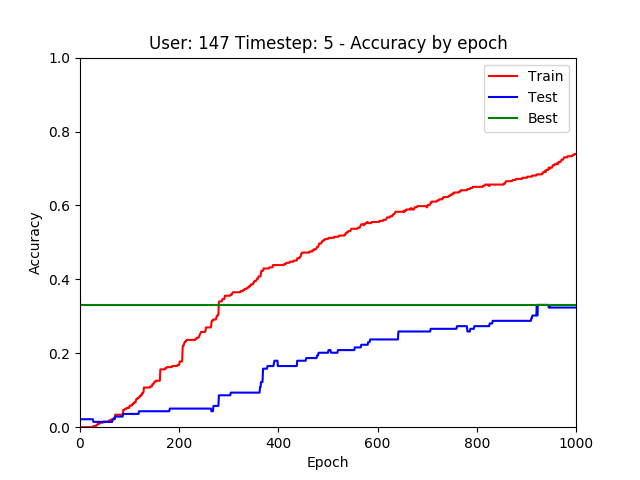 User: 147 Timestep: 5 - Accuracy by epoch
Train
Test
Best
1.0
0.8
0.6
0.4
0.2
0.0
Accuracy
0 200 400 600 800 1000
Epoch